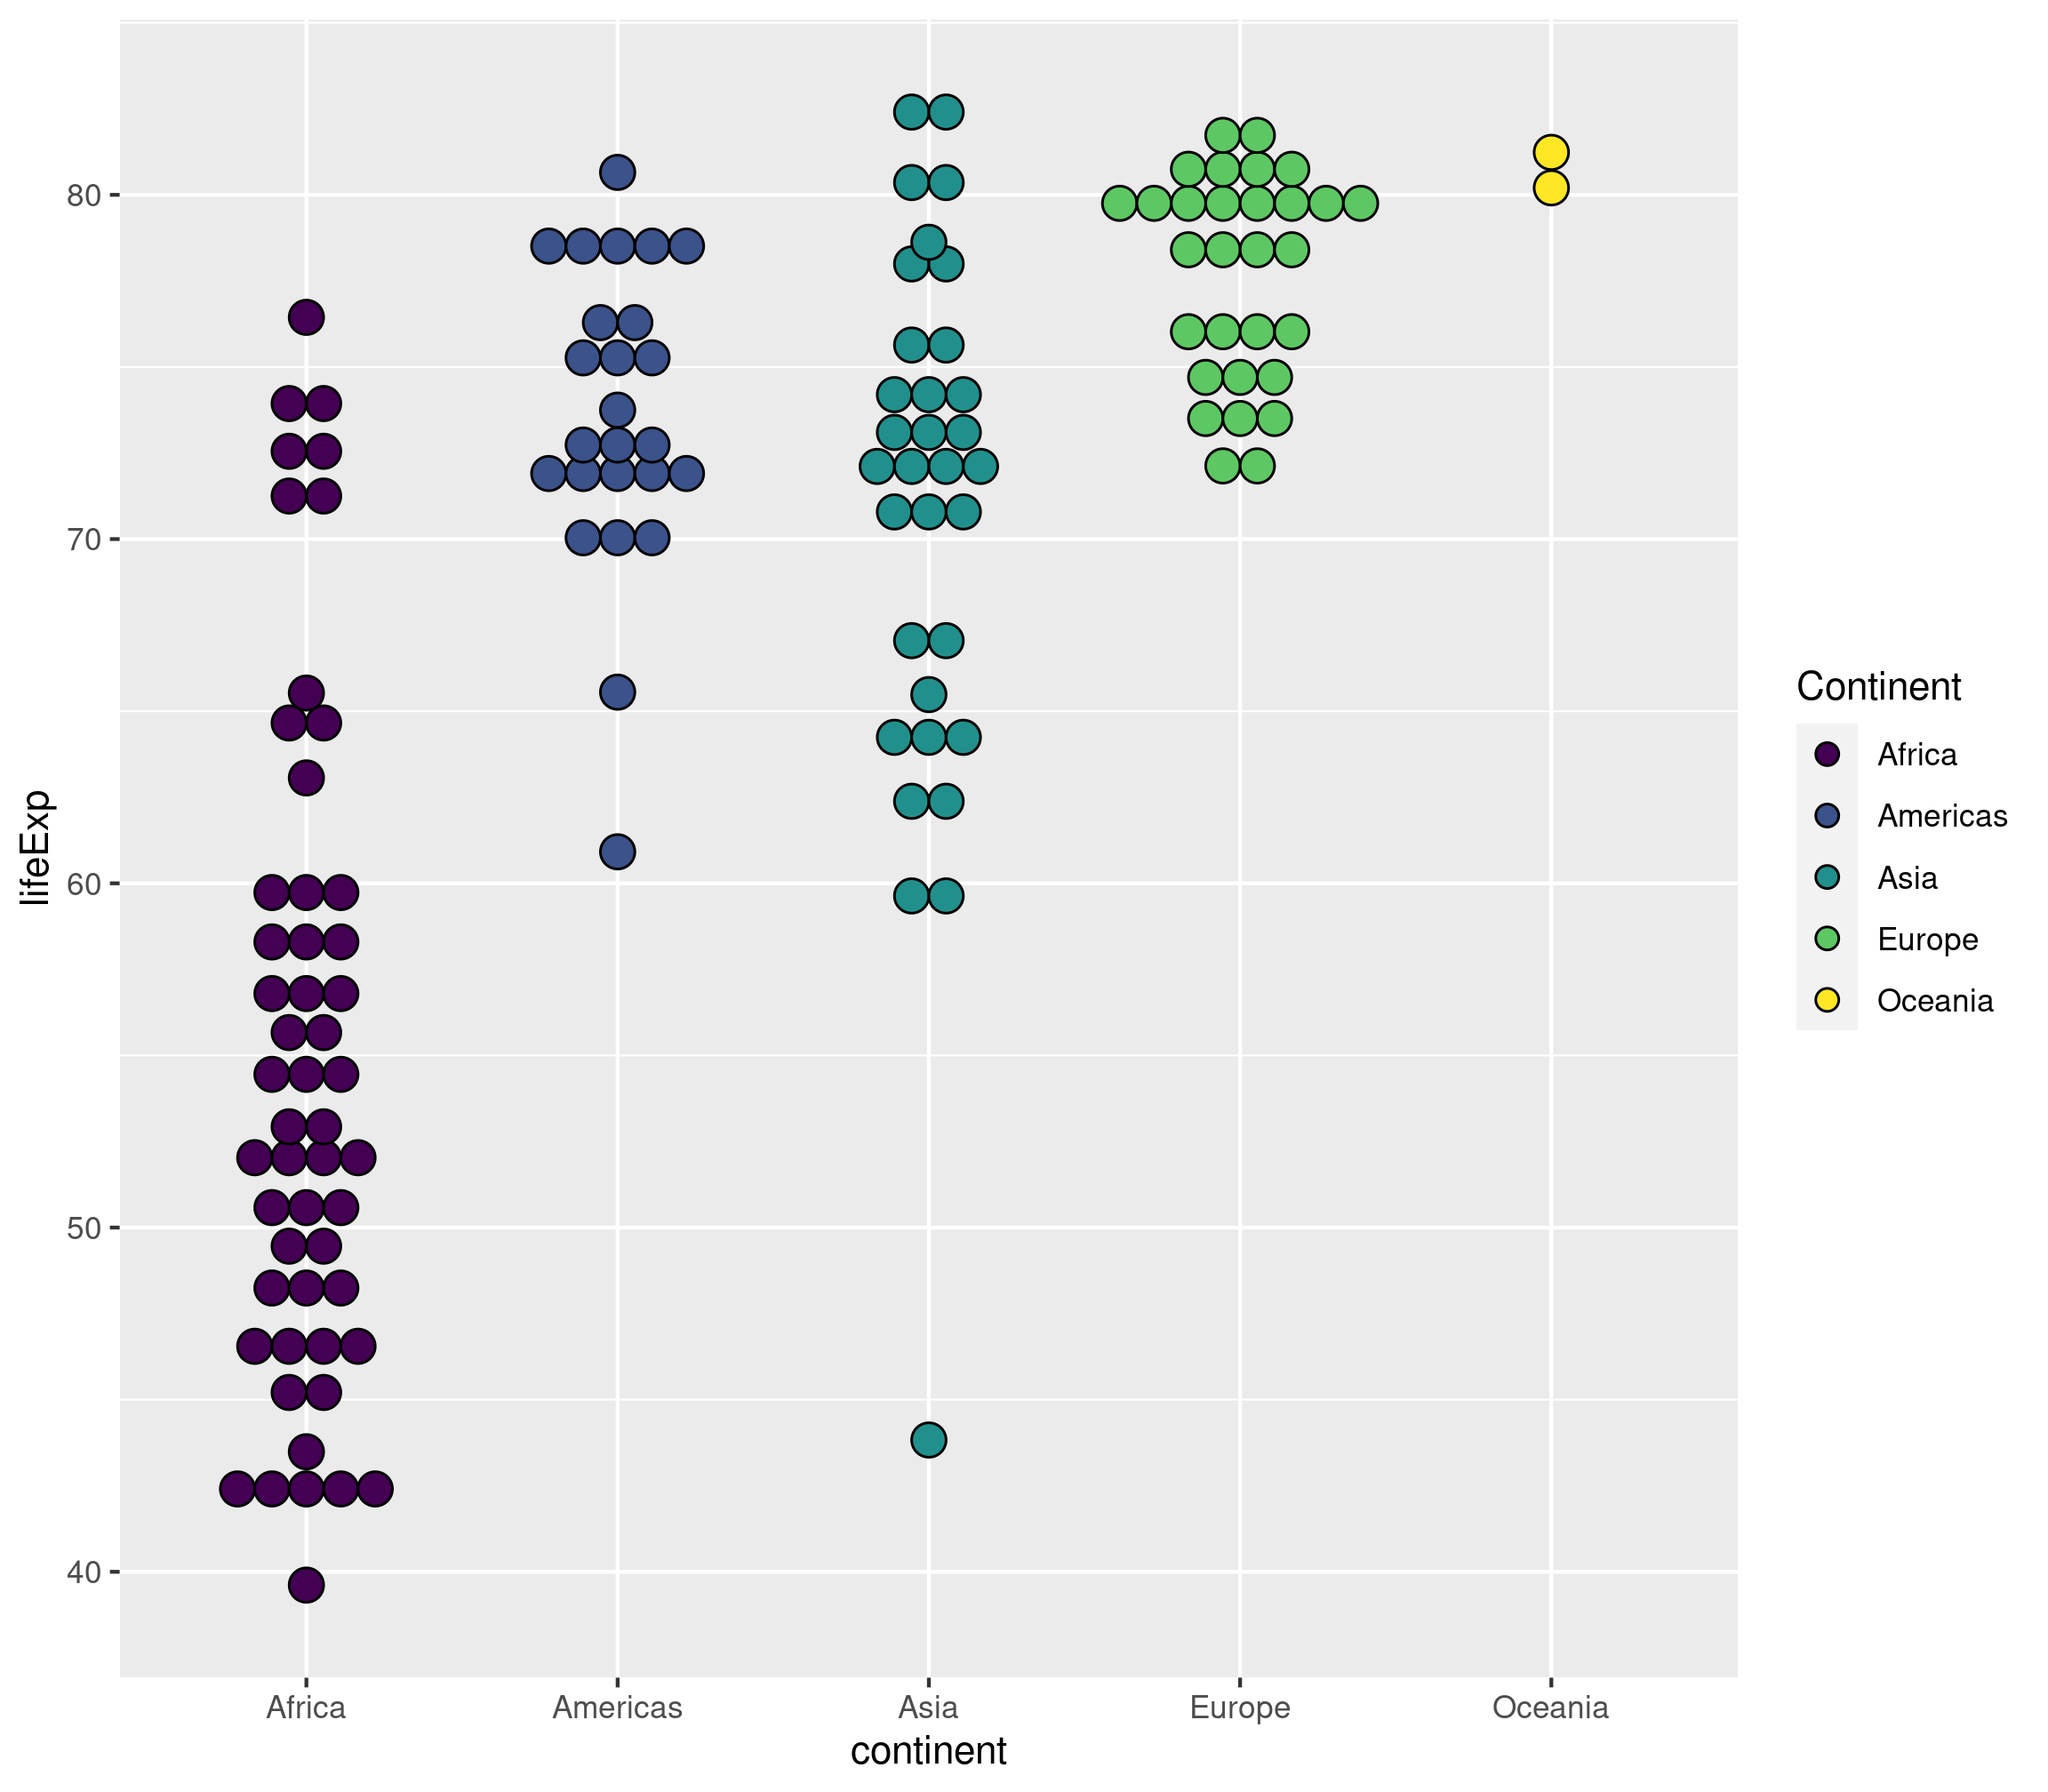 lifeExp
80
70
60
50
40
Africa
Americas
Asia
Europe
Oceania
continent
Continent
Africa
Americas
Asia
Europe
Oceania